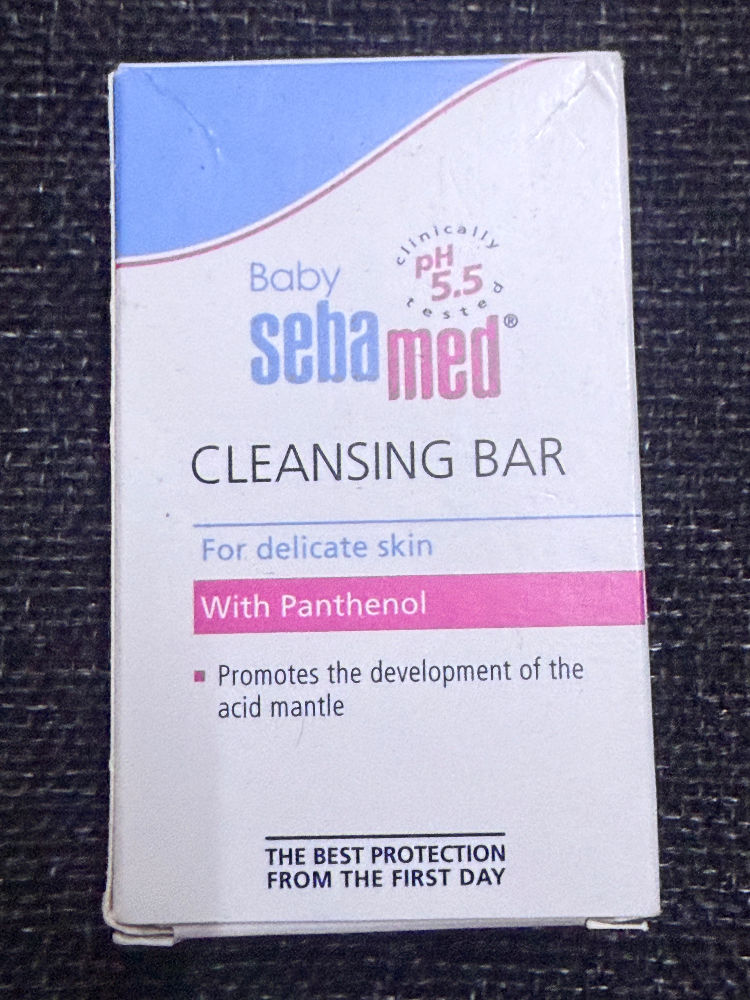 Baby
clinically
pH
5.5
tested
sebamed®
CLEANSING BAR
For delicate skin
With Panthenol
▪ Promotes the development of the
acid mantle
THE BEST PROTECTION
FROM THE FIRST DAY